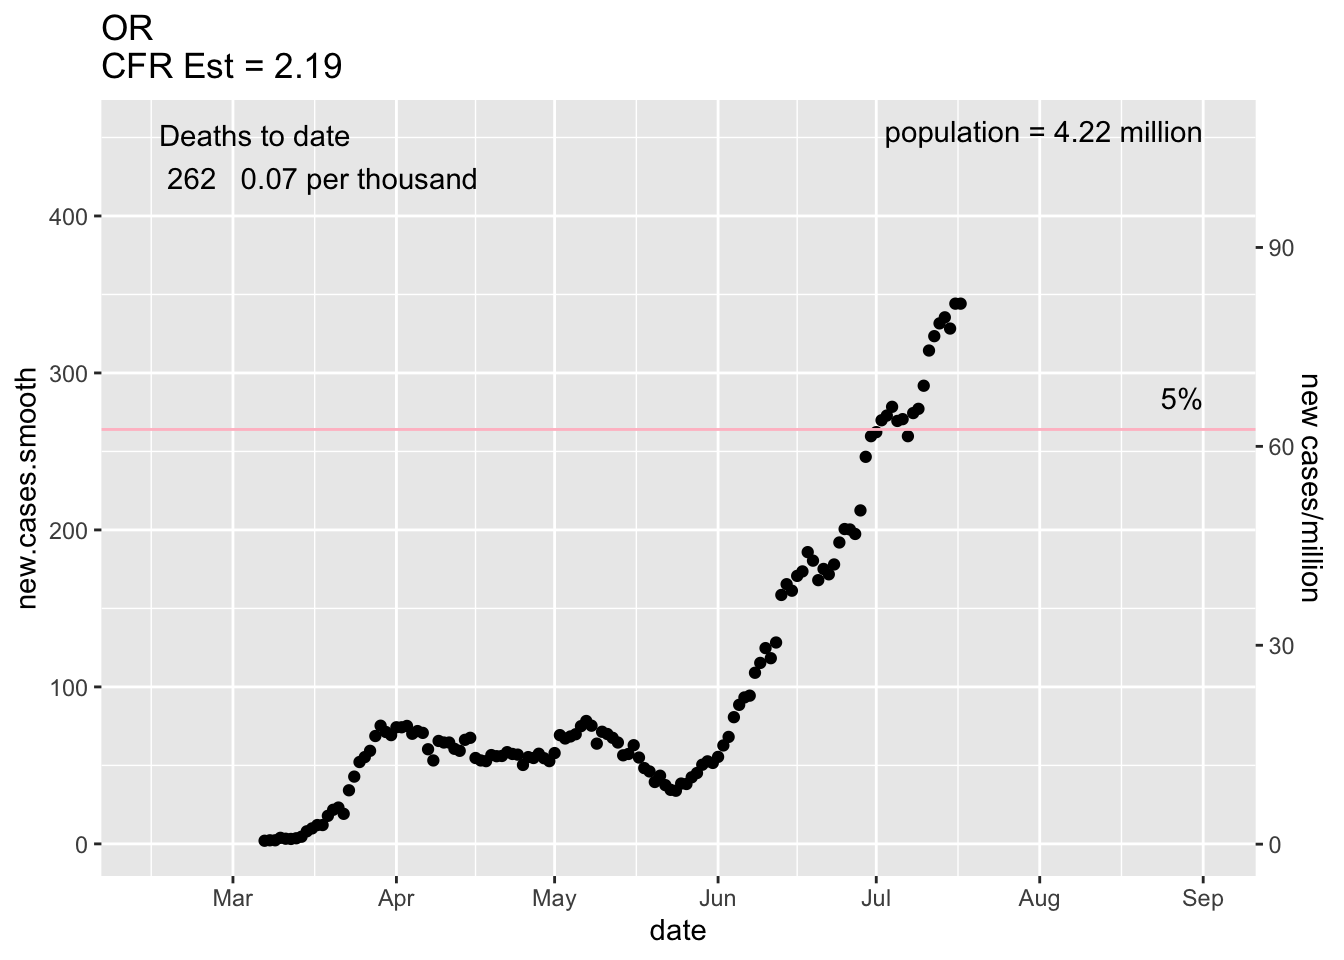 OR
CFR Est = 2.19
Deaths to date
262 0.07 per thousand
population = 4.22 million
5%
new.cases.smooth
400
300
200
100
0
90
60
30
0
new cases/million
Mar Apr May Jun Jul Aug Sep
date